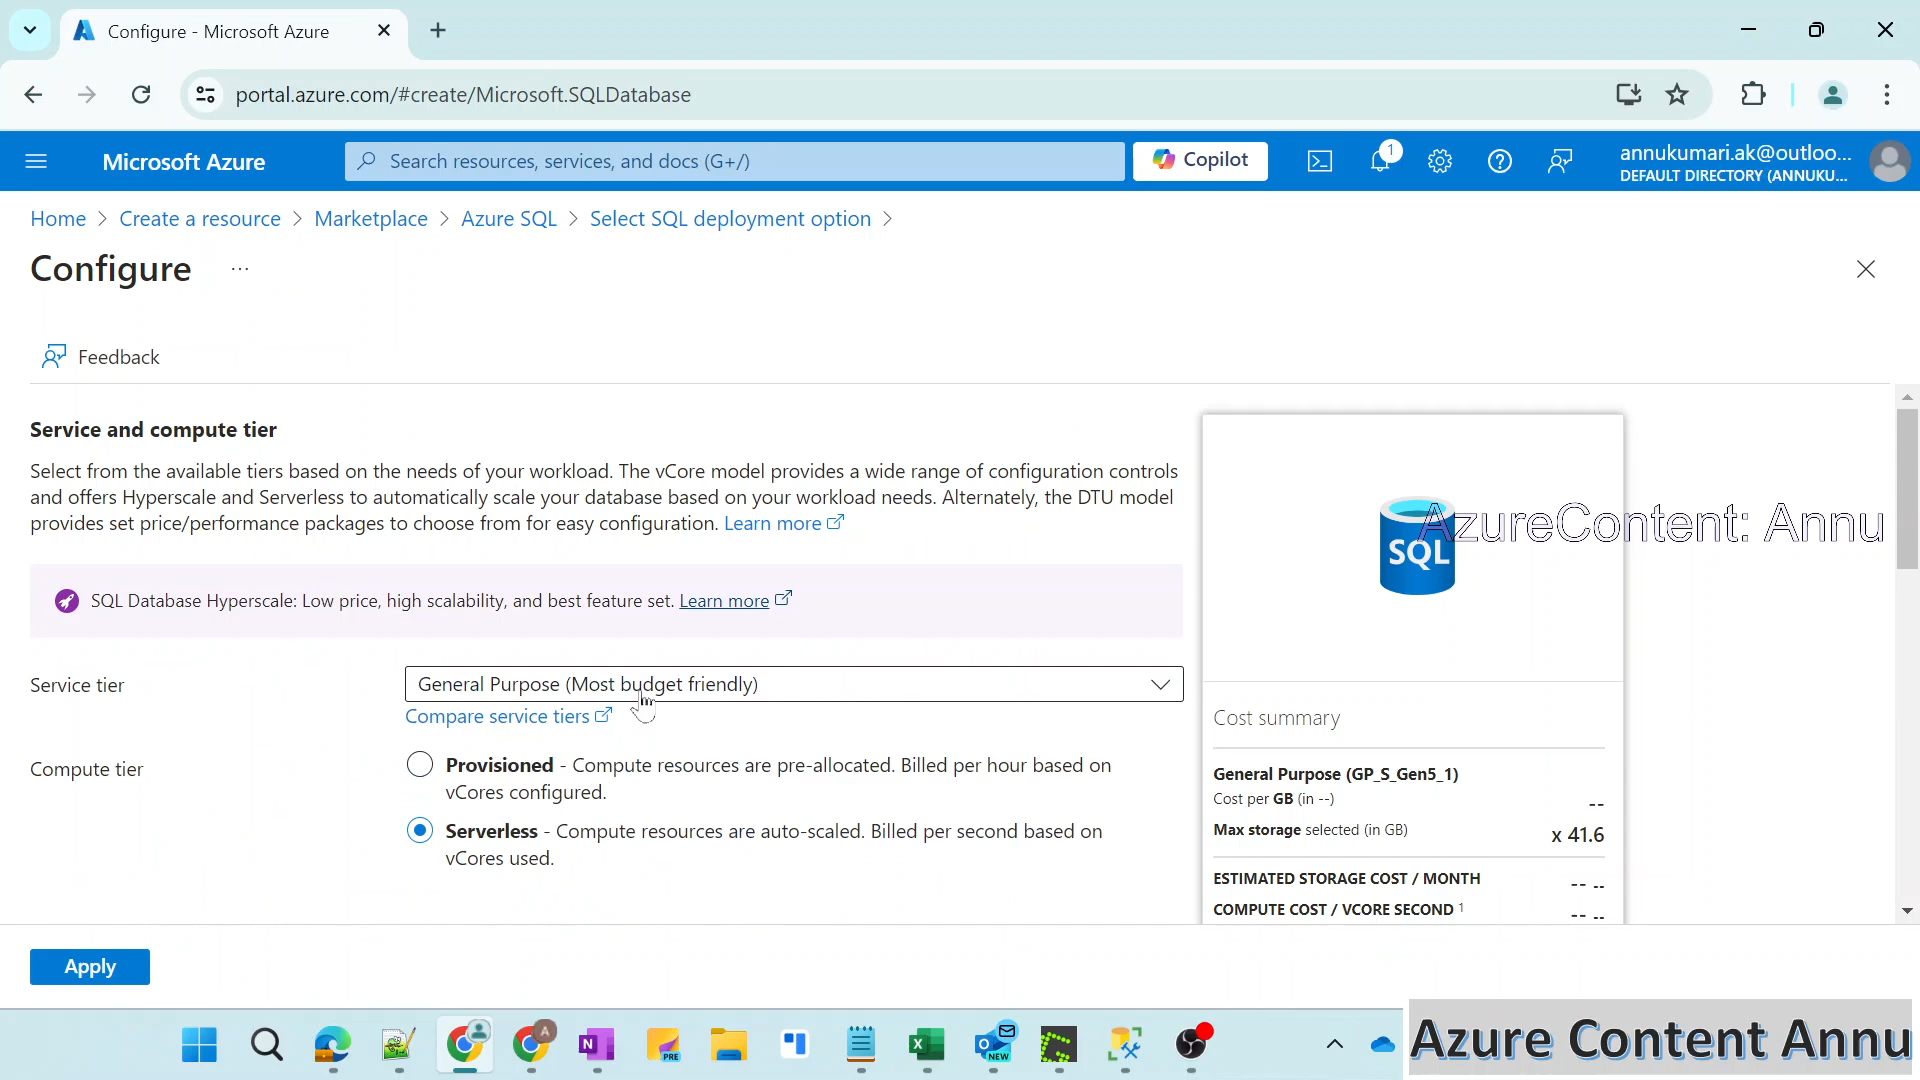 Configure - Microsoft Azure
portal.azure.com/#create/Microsoft.SQLDatabase
Microsoft Azure
Search resources, services, and docs (G+/)
Copilot
1
annukumari.ak@outloo...
DEFAULT DIRECTORY (ANNUKU...
Home > Create a resource > Marketplace > Azure SQL > Select SQL deployment option >
Configure ...
Feedback
Service and compute tier
Select from the available tiers based on the needs of your workload. The vCore model provides a wide range of configuration controls
and offers Hyperscale and Serverless to automatically scale your database based on your workload needs. Alternately, the DTU model
provides set price/performance packages to choose from for easy configuration. Learn more
SQL Database Hyperscale: Low price, high scalability, and best feature set. Learn more
Service tier
General Purpose (Most budget friendly)
Compare service tiers
Compute tier
Provisioned - Compute resources are pre-allocated. Billed per hour based on
vCores configured.
Serverless - Compute resources are auto-scaled. Billed per second based on
vCores used.
SQL
AzureContent: Annu
Cost summary
General Purpose (GP_S_Gen5_1)
Cost per GB (in --)
--
Max storage selected (in GB)
x 41.6
ESTIMATED STORAGE COST / MONTH
-- --
COMPUTE COST / VCORE SECOND 1
-- --
Apply
A
N
PRE
NEW
Azure Content Annu